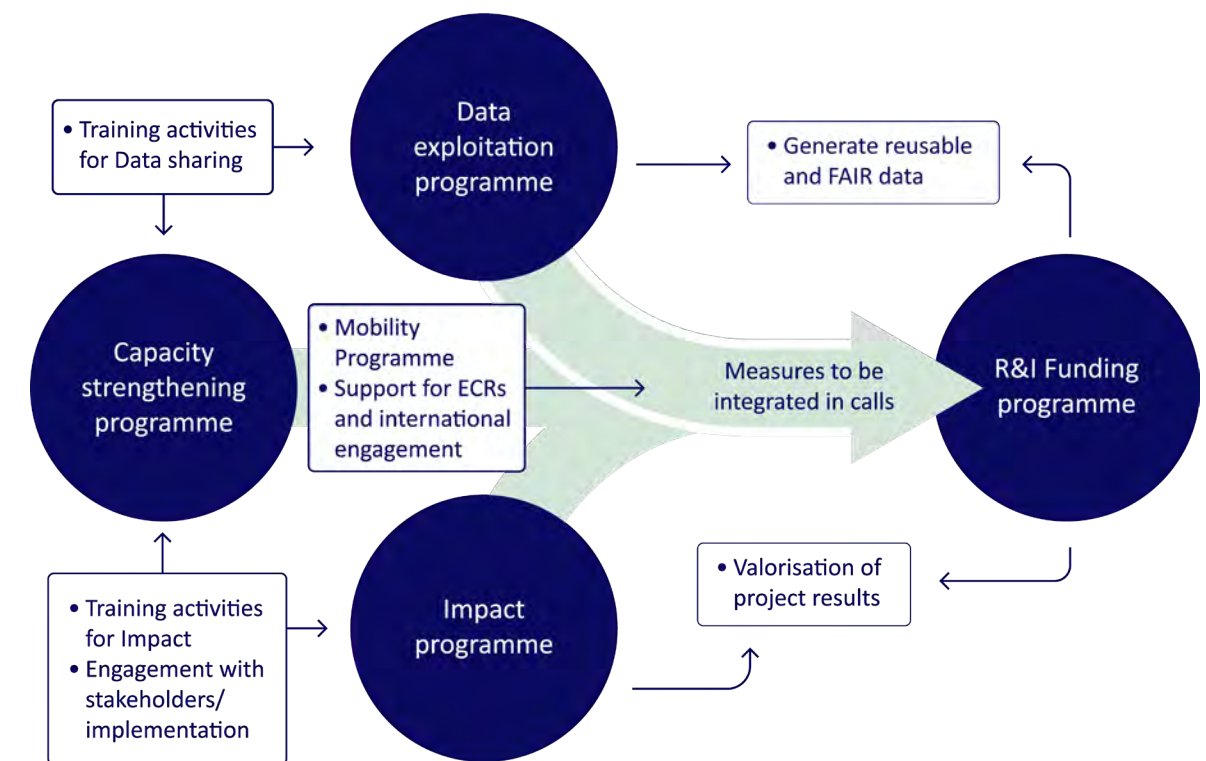 Data
exploitation
programme
• Training activities
for Data sharing
• Generate reusable
and FAIR data
Capacity
strengthening
programme
• Mobility
Programme
• Support for ECRs
and international
engagement
Measures to be
integrated in calls
R&I Funding
programme
• Training activities
for Impact
• Engagement with
stakeholders/
implementation
Impact
programme
• Valorisation of
project results